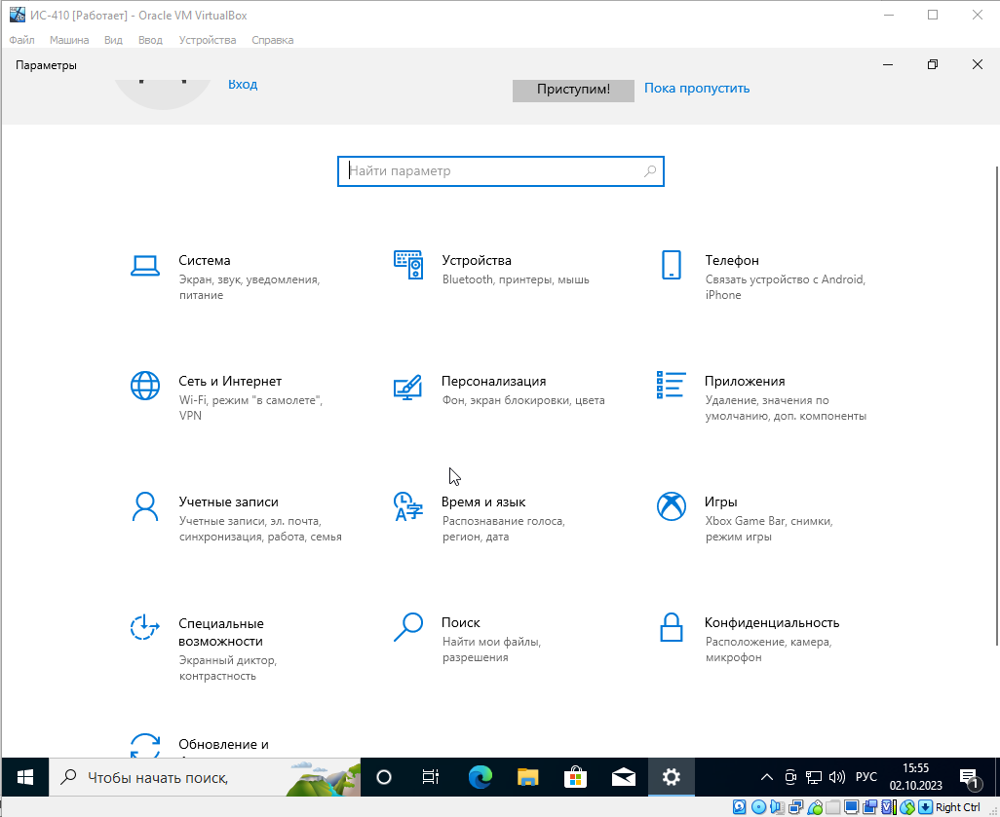 ИС-410 [Работает] - Oracle VM VirtualBox
Файл Машина Вид Ввод Устройства Справка
Параметры
Вход
Приступим!
Пока пропустить
Найти параметр
Система
Экран, звук, уведомления,
питание
Устройства
Bluetooth, принтеры, мышь
Телефон
Связать устройство с Android,
iPhone
Сеть и Интернет
Wi-Fi, режим "в самолете",
VPN
Персонализация
Фон, экран блокировки, цвета
Приложения
Удаление, значения по
умолчанию, доп. компоненты
Учетные записи
Учетные записи, эл. почта,
синхронизация, работа, семья
Время и язык
Распознавание голоса,
регион, дата
Игры
Xbox Game Bar, снимки,
режим игры
Специальные
возможности
Экранный диктор,
контрастность
Поиск
Найти мои файлы,
разрешения
Конфиденциальность
Расположение, камера,
микрофон
Обновление и
Чтобы начать поиск,
РУС
15:55
02.10.2023
1
Right Ctrl